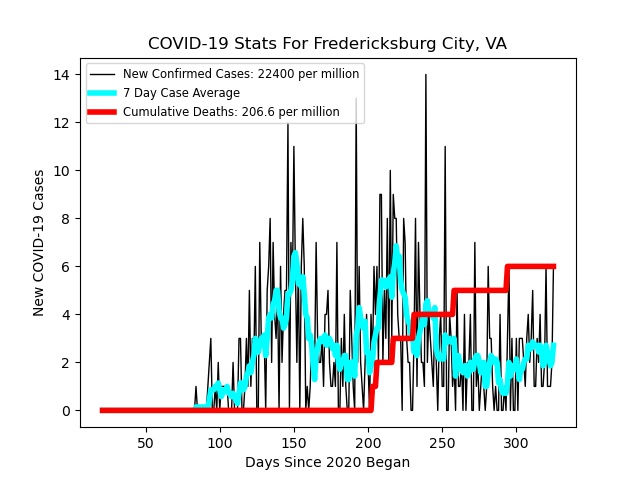 COVID-19 Stats For Fredericksburg City, VA
New Confirmed Cases: 22400 per million
7 Day Case Average
Cumulative Deaths: 206.6 per million
New COVID-19 Cases
14
12
10
8
6
4
2
0
50 100 150 200 250 300
Days Since 2020 Began